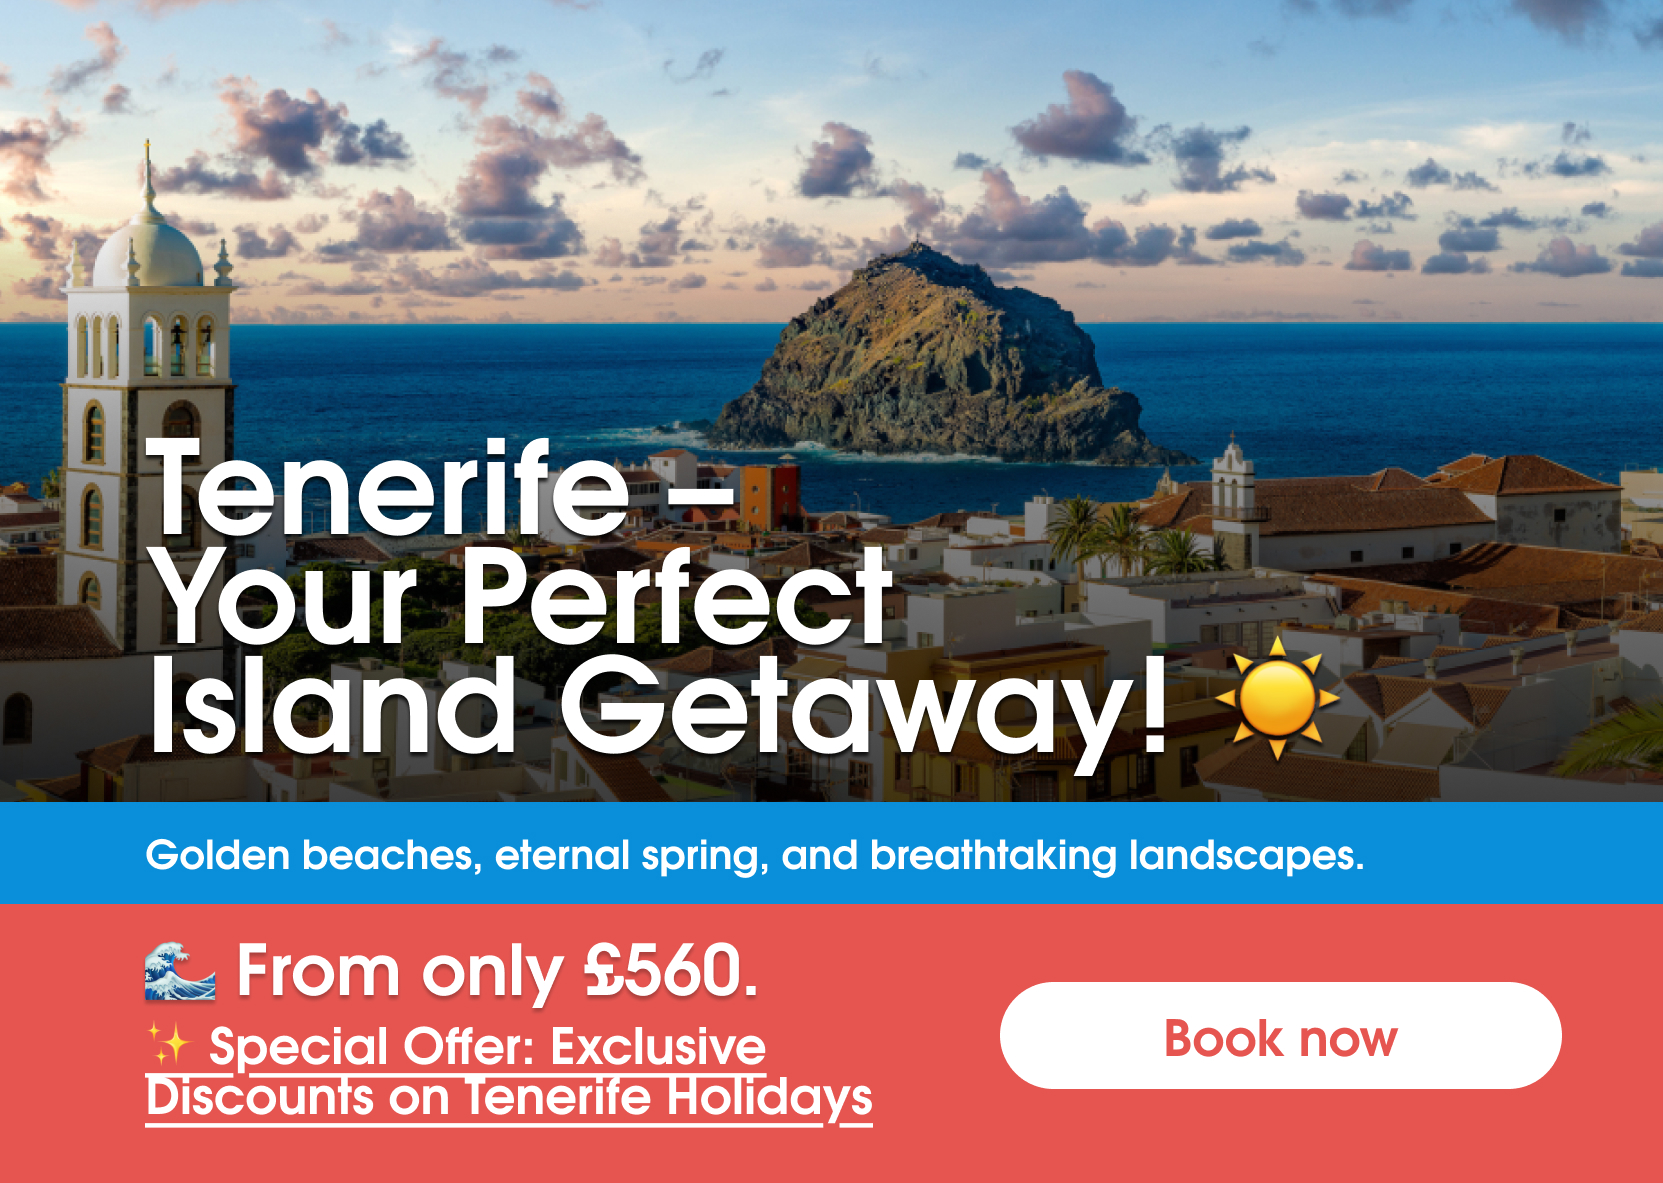 Tenerife –
Your Perfect
Island Getaway! ☀️
Golden beaches, eternal spring, and breathtaking landscapes.
🌊 From only £560.
✨ Special Offer: Exclusive
Discounts on Tenerife Holidays
Book now